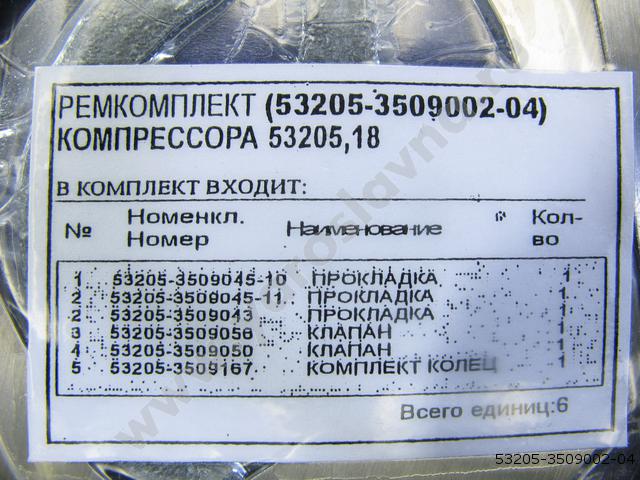 РЕМКОМПЛЕКТ (53205-3509002-04)
КОМПРЕССОРА 53205,18
В КОМПЛЕКТ ВХОДИТ:
№ Номенкл. Номер Наименование Кол-во
1 53205-3509045-10 ПРОКЛАДКА 1
2 53205-3509045-11 ПРОКЛАДКА 1
2 53205-3509043 ПРОКЛАДКА 1
3 53205-3509056 КЛАПАН 1
4 53205-3509050 КЛАПАН 1
5 53205-3509167 КОМПЛЕКТ КОЛЕЦ 1
Всего единиц:6
53205-3509002-04